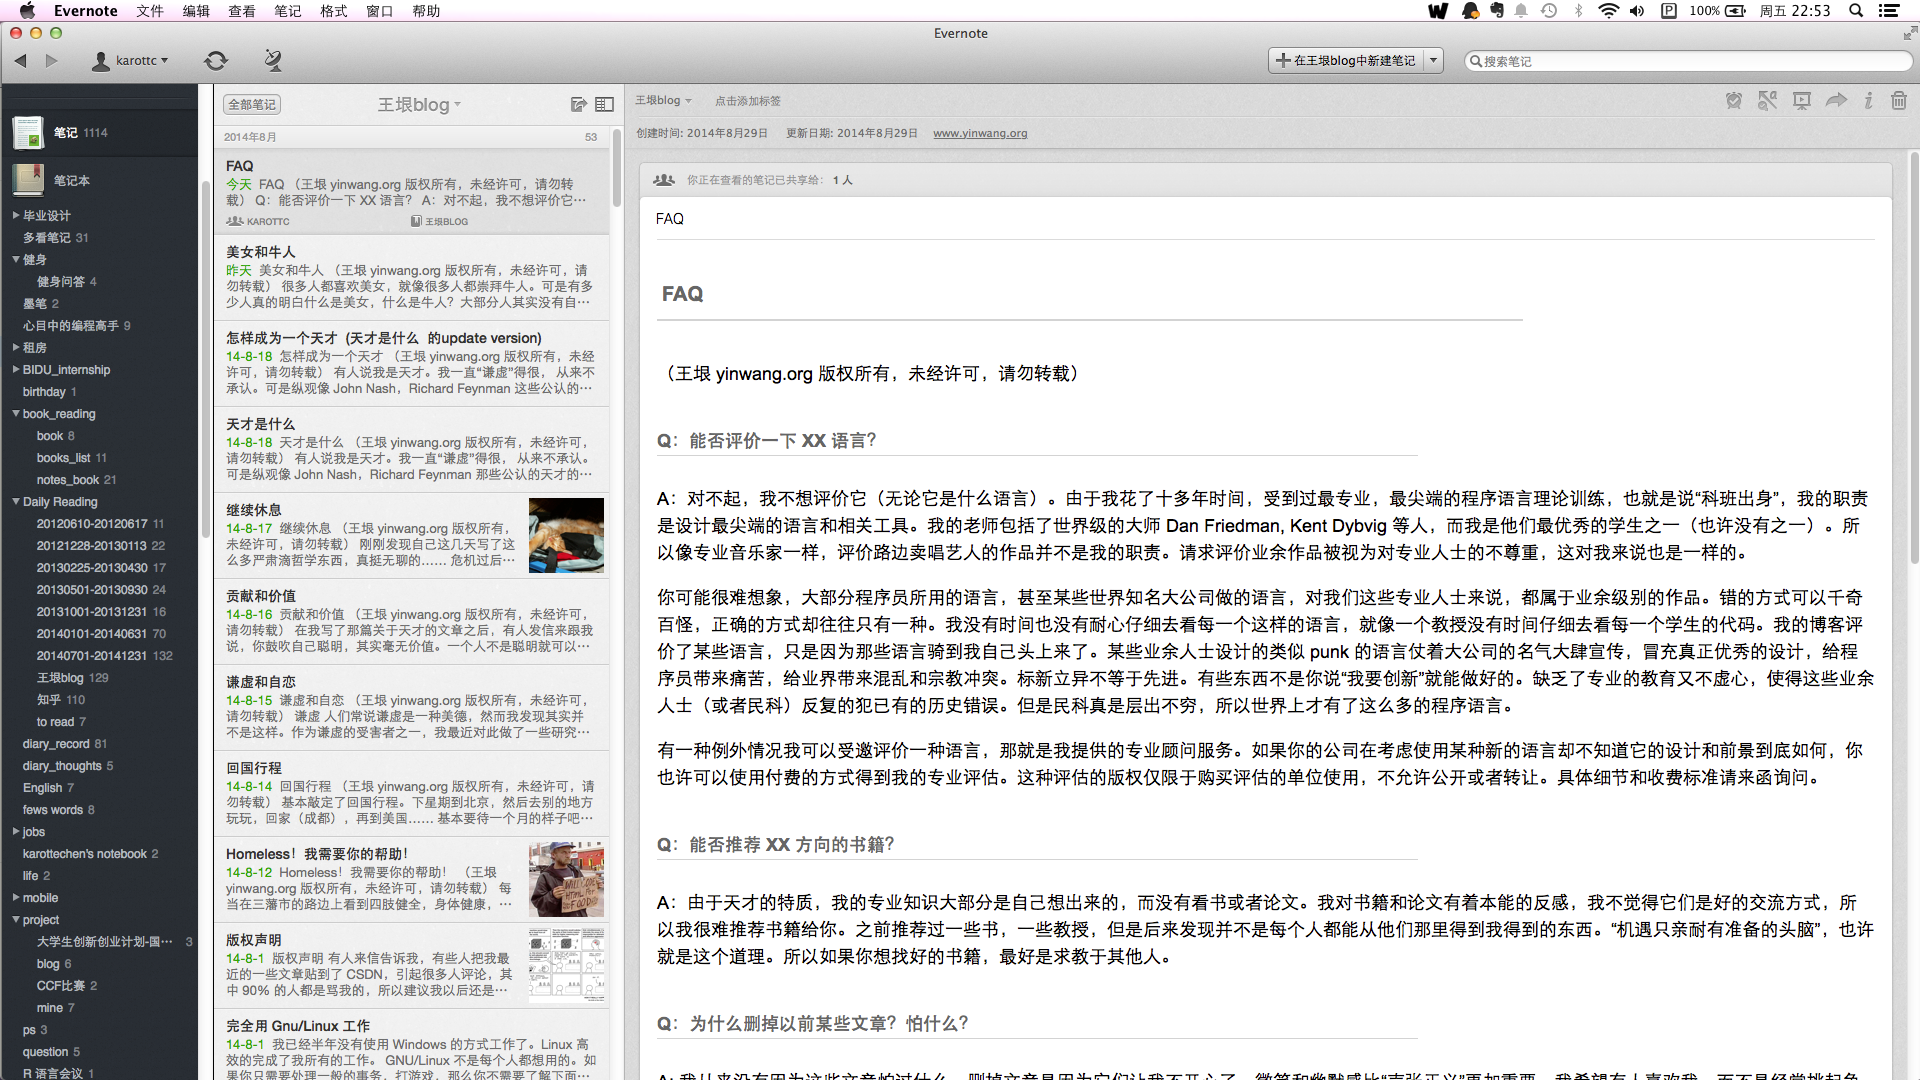 Evernote 文件 编辑 查看 笔记 格式 窗口 帮助
100% 周五 22:53
Evernote
karottc
在王垠blog中新建笔记
搜索笔记
笔记 1114
笔记本
毕业设计
多看笔记 31
健身
健身问答 4
墨笔 2
心目中的编程高手 9
租房
BIDU_internship
birthday 1
book_reading
book 8
books_list 11
notes_book 21
Daily Reading
20120610-20120617 11
20121228-20130113 22
20130225-20130430 17
20130501-20130930 24
20131001-20131231 16
20140101-20140631 70
20140701-20141231 132
王垠blog 129
知乎 110
to read 7
diary_record 81
diary_thoughts 5
English 7
fews words 8
jobs
karottechen's notebook 2
life 2
mobile
project
大学生创新创业计划-国… 3
blog 6
CCF比赛 2
mine 7
ps 3
question 5
R 语言会议 1
全部笔记
王垠blog
2014年8月 53
FAQ
今天 FAQ （王垠 yinwang.org 版权所有，未经许可，请勿转
载） Q：能否评价一下 XX 语言？ A：对不起，我不想评价它…
KAROTTC 王垠BLOG
美女和牛人
昨天 美女和牛人 （王垠 yinwang.org 版权所有，未经许可，请
勿转载） 很多人都喜欢美女，就像很多人都崇拜牛人。可是有多
少人真的明白什么是美女，什么是牛人？大部分人其实没有自…
怎样成为一个天才（天才是什么 的update version)
14-8-18 怎样成为一个天才 （王垠 yinwang.org 版权所有，未经
许可，请勿转载） 有人说我是天才。我一直“谦虚”得很， 从来不
承认。可是纵观像 John Nash，Richard Feynman 这些公认的…
天才是什么
14-8-18 天才是什么 （王垠 yinwang.org 版权所有，未经许可，
请勿转载） 有人说我是天才。我一直“谦虚”得很， 从来不承认。
可是纵观像 John Nash，Richard Feynman 那些公认的天才的…
继续休息
14-8-17 继续休息 （王垠 yinwang.org 版权所有，
未经许可，请勿转载） 刚刚发现自己这几天写了这
么多严肃滴哲学东西，真挺无聊的…… 危机过后…
贡献和价值
14-8-16 贡献和价值 （王垠 yinwang.org 版权所有，未经许可，
请勿转载） 在我写了那篇关于天才的文章之后，有人发信来跟我
说，你鼓吹自己聪明，其实毫无价值。一个人不是聪明就可以…
谦虚和自恋
14-8-15 谦虚和自恋 （王垠 yinwang.org 版权所有，未经许可，
请勿转载） 谦虚 人们常说谦虚是一种美德，然而我发现其实并
不是这样。作为谦虚的受害者之一，我最近对此做了一些研究…
回国行程
14-8-14 回国行程 （王垠 yinwang.org 版权所有，未经许可，请
勿转载） 基本敲定了回国行程。下星期到北京，然后去别的地方
玩玩，回家（成都），再到美国…… 基本要待一个月的样子吧…
Homeless！我需要你的帮助！
14-8-12 Homeless！我需要你的帮助！ （王垠
yinwang.org 版权所有，未经许可，请勿转载） 每
当在三藩市的路边上看到四肢健全，身体健康，…
版权声明
14-8-1 版权声明 有人来信告诉我，有些人把我最
近的一些文章贴到了 CSDN，引起很多人评论，其
中 90% 的人都是骂我的，所以建议我以后还是…
完全用 Gnu/Linux 工作
14-8-1 我已经半年没有使用 Windows 的方式工作了。Linux 高
效的完成了我所有的工作。 GNU/Linux 不是每个人都想用的。如
果你只需要处理一般的事务，打游戏，那么你不需要了解下面…
王垠blog 点击添加标签
创建时间: 2014年8月29日 更新日期: 2014年8月29日 www.yinwang.org
你正在查看的笔记已共享给： 1 人
FAQ
FAQ
（王垠 yinwang.org 版权所有，未经许可，请勿转载）
Q：能否评价一下 XX 语言？
A：对不起，我不想评价它（无论它是什么语言）。由于我花了十多年时间，受到过最专业，最尖端的程序语言理论训练，也就是说“科班出身”，我的职责
是设计最尖端的语言和相关工具。我的老师包括了世界级的大师 Dan Friedman, Kent Dybvig 等人，而我是他们最优秀的学生之一（也许没有之一）。所
以像专业音乐家一样，评价路边卖唱艺人的作品并不是我的职责。请求评价业余作品被视为对专业人士的不尊重，这对我来说也是一样的。
你可能很难想象，大部分程序员所用的语言，甚至某些世界知名大公司做的语言，对我们这些专业人士来说，都属于业余级别的作品。错的方式可以千奇
百怪，正确的方式却往往只有一种。我没有时间也没有耐心仔细去看每一个这样的语言，就像一个教授没有时间仔细去看每一个学生的代码。我的博客评
价了某些语言，只是因为那些语言骑到我自己头上来了。某些业余人士设计的类似 punk 的语言仗着大公司的名气大肆宣传，冒充真正优秀的设计，给程
序员带来痛苦，给业界带来混乱和宗教冲突。标新立异不等于先进。有些东西不是你说“我要创新”就能做好的。缺乏了专业的教育又不虚心，使得这些业余
人士（或者民科）反复的犯已有的历史错误。但是民科真是层出不穷，所以世界上才有了这么多的程序语言。
有一种例外情况我可以受邀评价一种语言，那就是我提供的专业顾问服务。如果你的公司在考虑使用某种新的语言却不知道它的设计和前景到底如何，你
也许可以使用付费的方式得到我的专业评估。这种评估的版权仅限于购买评估的单位使用，不允许公开或者转让。具体细节和收费标准请来函询问。
Q：能否推荐 XX 方向的书籍？
A：由于天才的特质，我的专业知识大部分是自己想出来的，而没有看书或者论文。我对书籍和论文有着本能的反感，我不觉得它们是好的交流方式，所
以我很难推荐书籍给你。之前推荐过一些书，一些教授，但是后来发现并不是每个人都能从他们那里得到我得到的东西。“机遇只亲耐有准备的头脑”，也许
就是这个道理。所以如果你想找好的书籍，最好是求教于其他人。
Q：为什么删掉以前某些文章？怕什么？